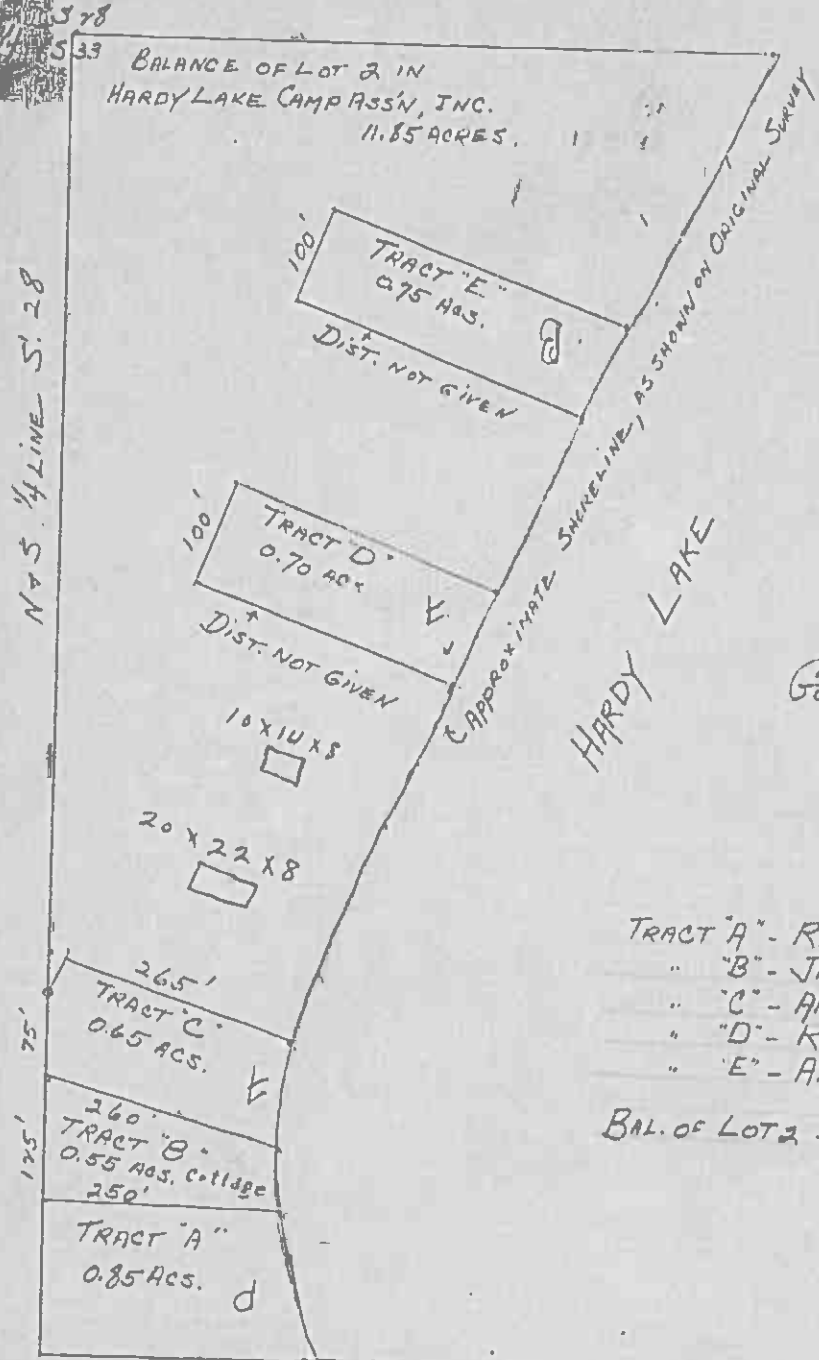 S 28
S 33
BALANCE OF LOT 2 IN
HARDY LAKE CAMP ASS'N, INC.
11.85 ACRES.
N & S 1/4 LINE S. 28
100'
TRACT "E"
0.75 ACS.
DIST. NOT GIVEN
APPROXIMATE SHORELINE, AS SHOWN ON ORIGINAL SURVEY
100'
TRACT "D"
0.70 ACS
DIST. NOT GIVEN
HARDY LAKE
10 X 14 X 8
20 X 22 X 8
265'
TRACT "C"
0.65 ACS.
75'
260'
TRACT "B"
0.55 ACS. Cottage
125'
250'
TRACT "A"
0.85 ACS.
d
TRACT "A" - R
" "B" - J
" "C" - A
" "D" - K
" "E" - A
BAL. OF LOT 2 -